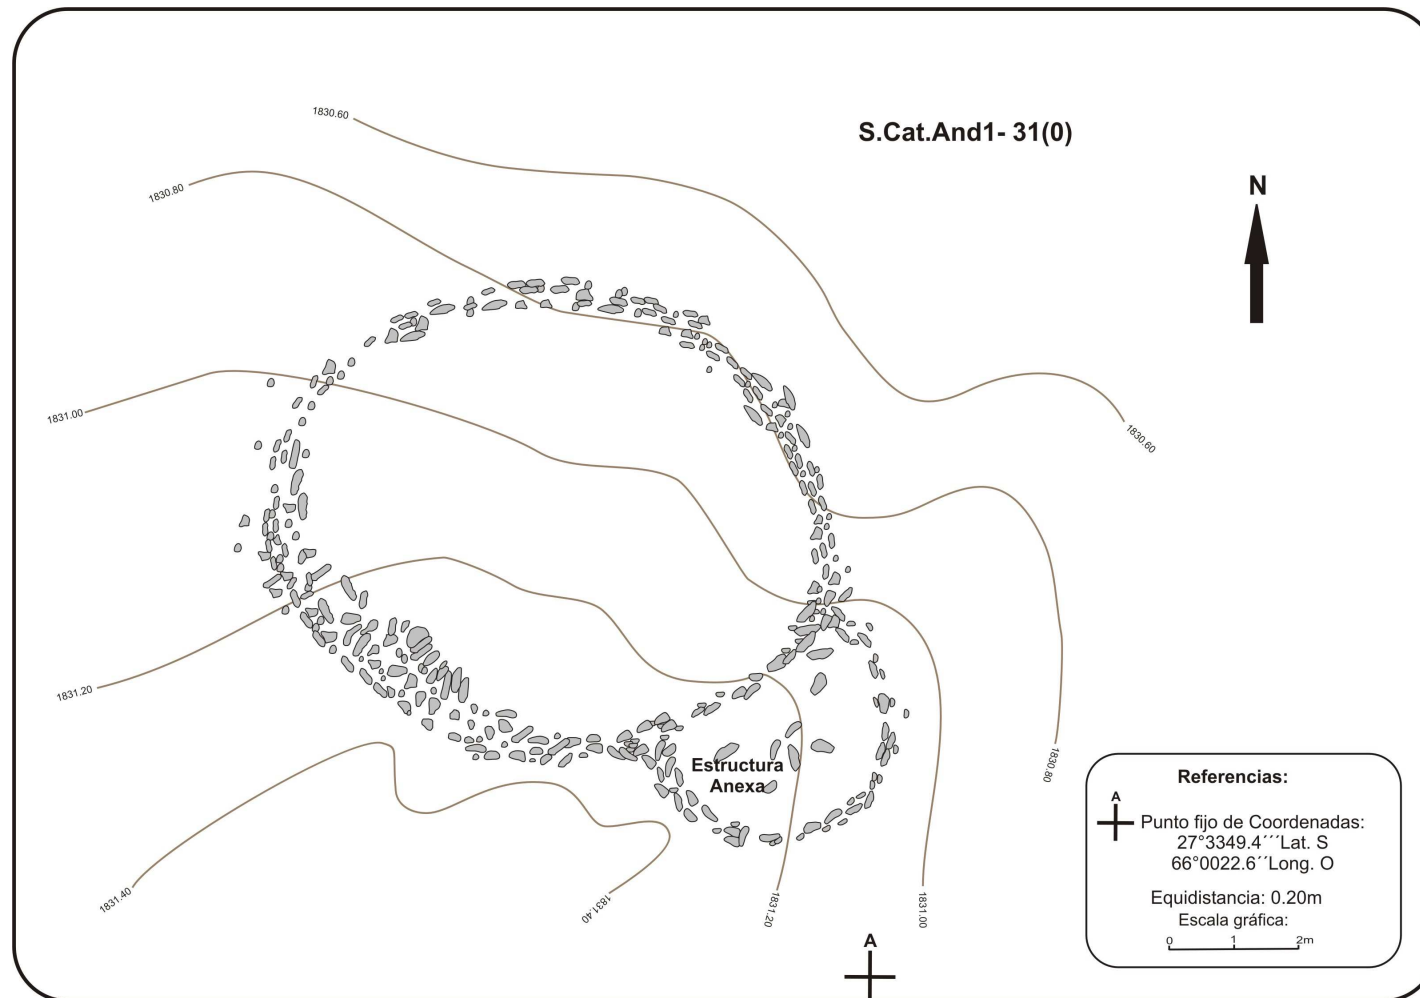 S.Cat.And1- 31(0)
N
1830.60
1830.80
1831.00
1831.20
1831.40
1831.40
1831.20
1831.00
1830.80
1830.60
Estructura
Anexa
A
Referencias:
A
Punto fijo de Coordenadas:
27°3349.4´´´Lat. S
66°0022.6´´Long. O
Equidistancia: 0.20m
Escala gráfica:
0 1 2m